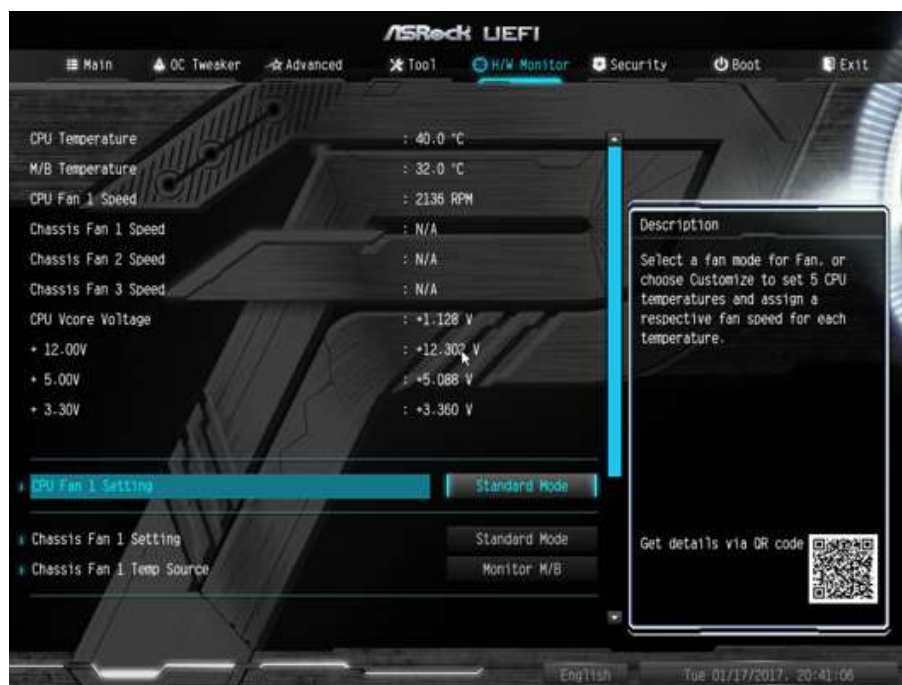 ASRock UEFI
Main OC Tweaker Advanced Tool H/W Monitor Security Boot Exit
CPU Temperature : 40.0 °C
M/B Temperature : 32.0 °C
CPU Fan 1 Speed : 2136 RPM
Chassis Fan 1 Speed : N/A
Chassis Fan 2 Speed : N/A
Chassis Fan 3 Speed : N/A
CPU Vcore Voltage : +1.128 V
+ 12.00V : +12.302 V
+ 5.00V : +5.088 V
+ 3.30V : +3.360 V
CPU Fan 1 Setting Standard Mode
Chassis Fan 1 Setting Standard Mode
Chassis Fan 1 Temp Source Monitor M/B
Description
Select a fan mode for Fan, or
choose Customize to set 5 CPU
temperatures and assign a
respective fan speed for each
temperature.
Get details via QR code
English Tue 01/17/2017, 20:41:06